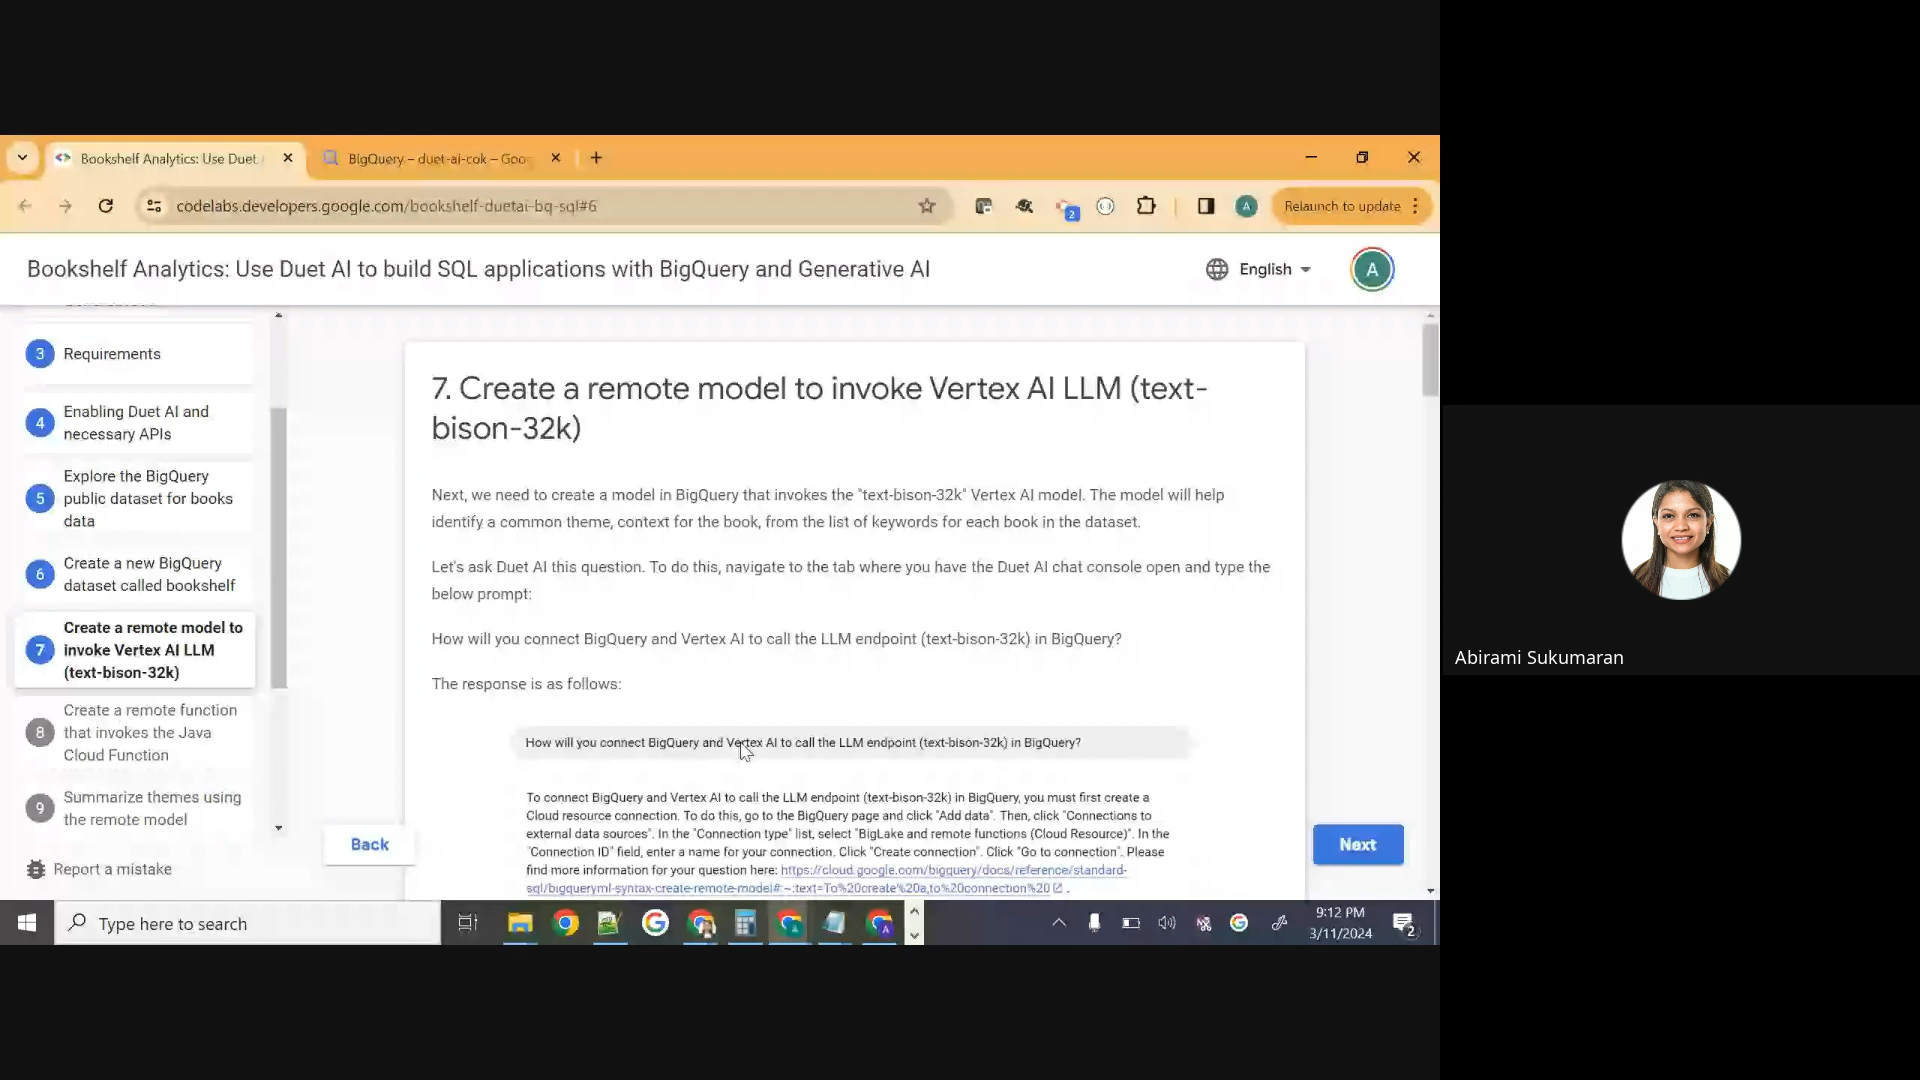 Bookshelf Analytics: Use Duet
BigQuery – duet-ai-cok – Goo
codelabs.developers.google.com/bookshelf-duetai-bq-sql#6
2
A
Relaunch to update
Bookshelf Analytics: Use Duet AI to build SQL applications with BigQuery and Generative AI
English
A
3
Requirements
4
Enabling Duet AI and
necessary APIs
5
Explore the BigQuery
public dataset for books
data
6
Create a new BigQuery
dataset called bookshelf
7
Create a remote model to
invoke Vertex AI LLM
(text-bison-32k)
8
Create a remote function
that invokes the Java
Cloud Function
9
Summarize themes using
the remote model
Report a mistake
7. Create a remote model to invoke Vertex AI LLM (text-
bison-32k)
Next, we need to create a model in BigQuery that invokes the "text-bison-32k" Vertex AI model. The model will help
identify a common theme, context for the book, from the list of keywords for each book in the dataset.
Let's ask Duet AI this question. To do this, navigate to the tab where you have the Duet AI chat console open and type the
below prompt:
How will you connect BigQuery and Vertex AI to call the LLM endpoint (text-bison-32k) in BigQuery?
The response is as follows:
How will you connect BigQuery and Vertex AI to call the LLM endpoint (text-bison-32k) in BigQuery?
To connect BigQuery and Vertex AI to call the LLM endpoint (text-bison-32k) in BigQuery, you must first create a
Cloud resource connection. To do this, go to the BigQuery page and click "Add data". Then, click "Connections to
external data sources". In the "Connection type" list, select "BigLake and remote functions (Cloud Resource)". In the
"Connection ID" field, enter a name for your connection. Click "Create connection". Click "Go to connection". Please
find more information for your question here: https://cloud.google.com/bigquery/docs/reference/standard-
sql/bigqueryml-syntax-create-remote-model#:~:text=To%20create%20a,to%20connection%20 .
Back
Next
Type here to search
9:12 PM
3/11/2024
2
Abirami Sukumaran